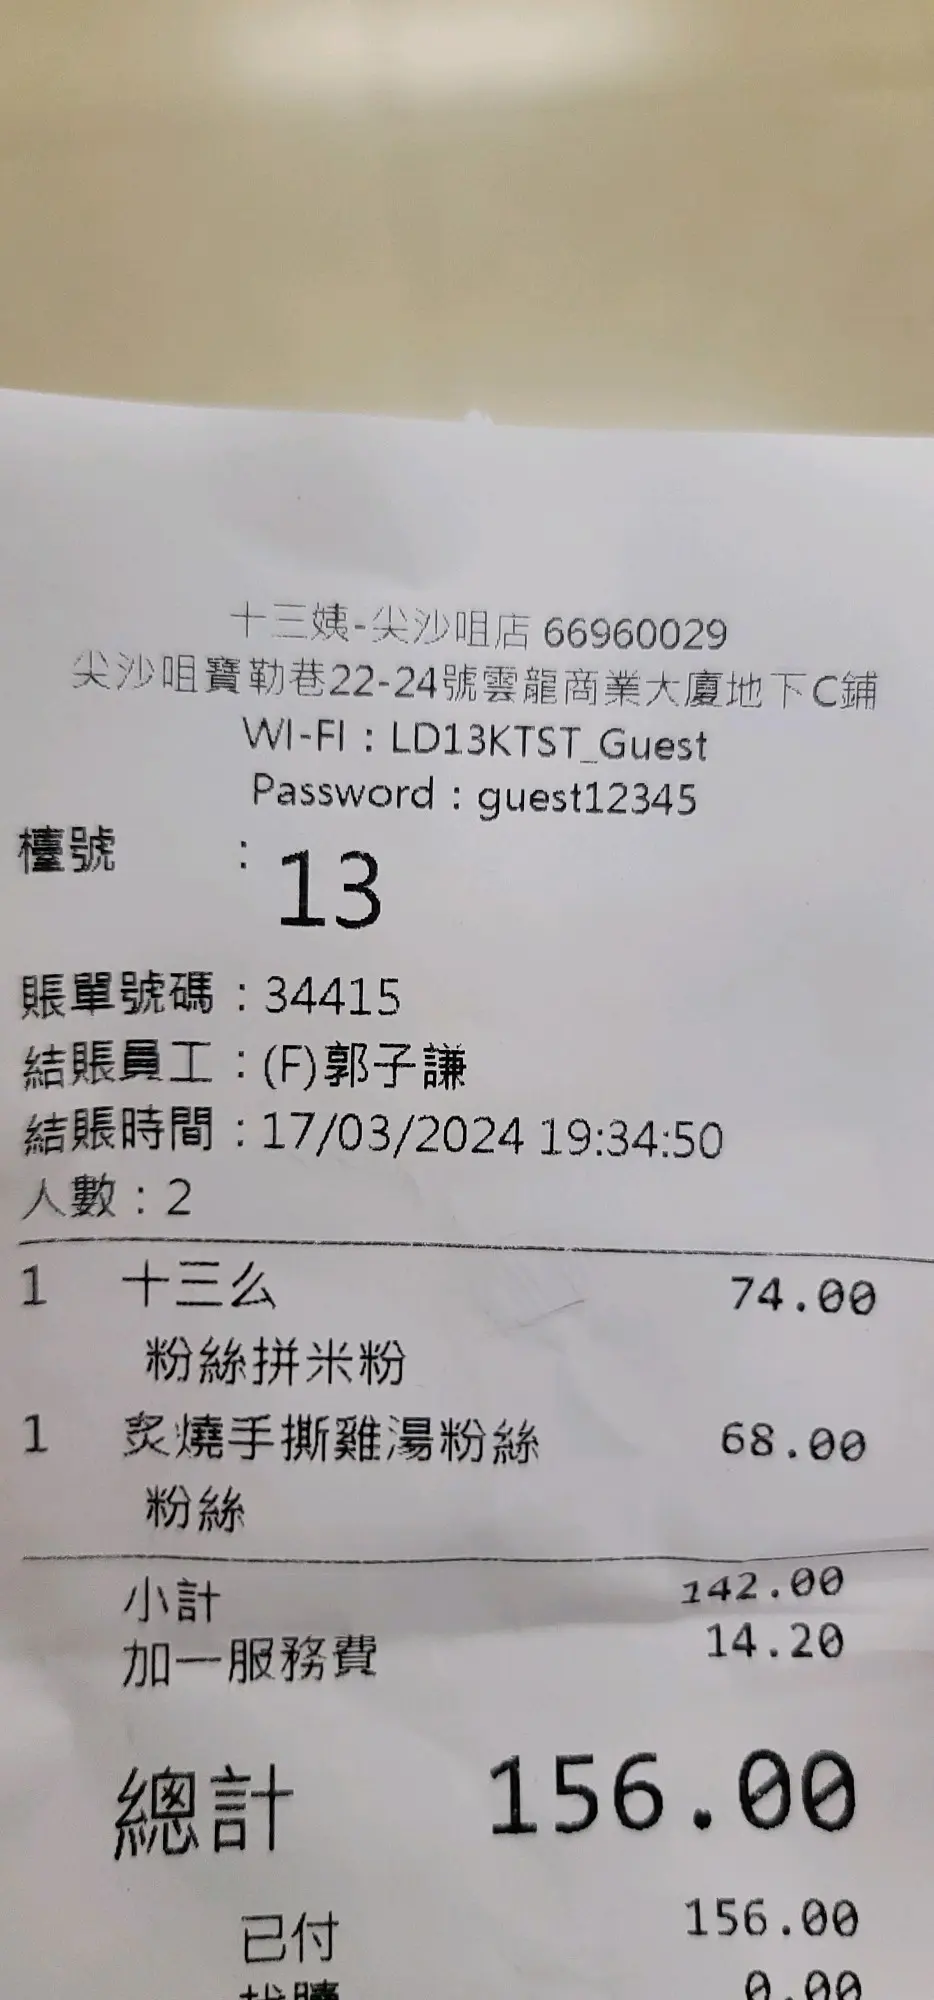 十三姨-尖沙咀店 66960029
尖沙咀寶勒巷22-24號雲龍商業大廈地下C鋪
WI-FI : LD13KTST_Guest
Password : guest12345
檯號 : 13
賬單號碼 : 34415
結賬員工 : (F)郭子謙
結賬時間 : 17/03/2024 19:34:50
人數 : 2
1 十三么 74.00
粉絲拼米粉
1 炙燒手撕雞湯粉絲 68.00
粉絲
小計 142.00
加一服務費 14.20
總計 156.00
已付 156.00
找贖 0.00